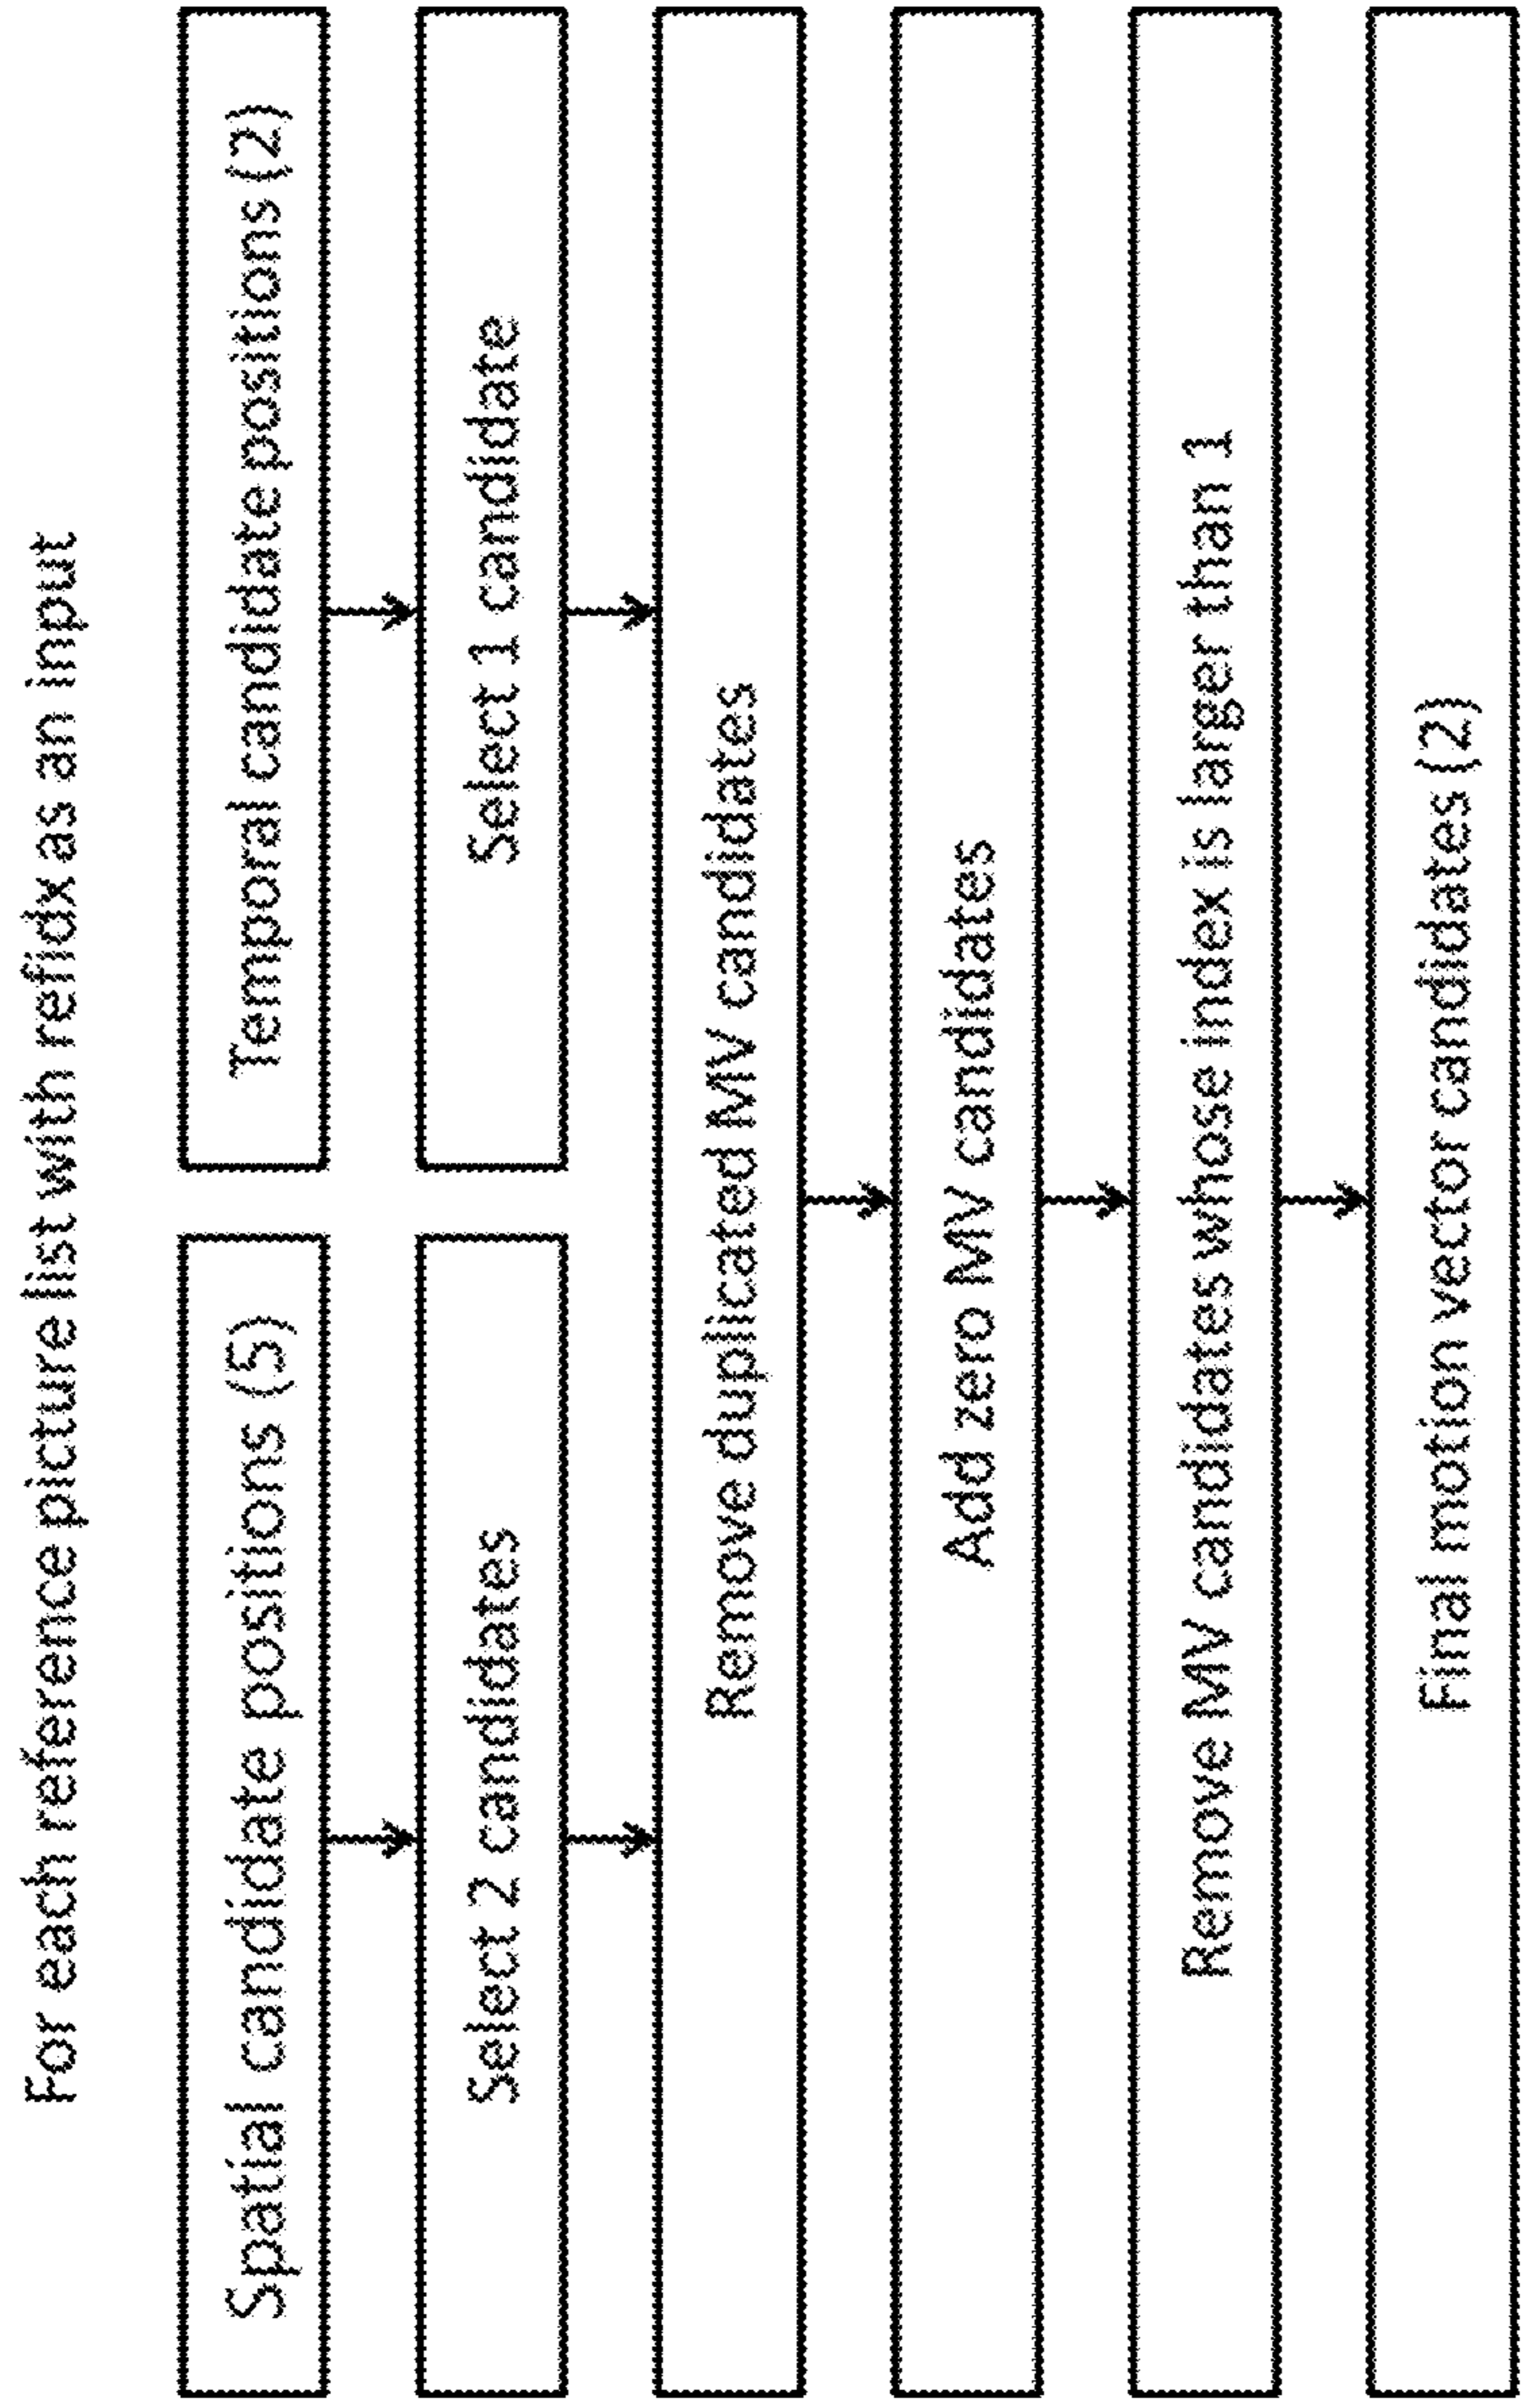 For each reference picture list with refidx as an input
Spatial candidate positions (5)
Temporal candidate positions (2)
Select 2 candidates
Select 1 candidate
Remove duplicated MV candidates
Add zero MV candidates
Remove MV candidates whose index is larger than 1
Final motion vector candidates (2)